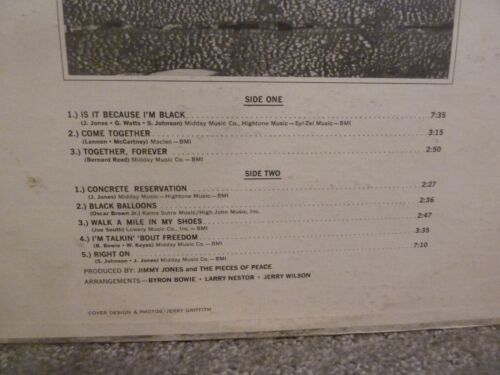 SIDE ONE
1.) IS IT BECAUSE I'M BLACK 7:35
(J. Jones • G. Watts • S. Johnson) Midday Music Co., Hightone Music—Syl-Zel Music—BMI
2.) COME TOGETHER 3:15
(Lennon • McCartney) Maclen—BMI
3.) TOGETHER, FOREVER 2:50
(Bernard Reed) Midday Music Co.—BMI
SIDE TWO
1.) CONCRETE RESERVATION 2:27
(J. Jones) Midday Music—Hightone Music—BMI
2.) BLACK BALLOONS 2:36
(Oscar Brown Jr.) Kama Sutra Music/High John Music, Inc.
3.) WALK A MILE IN MY SHOES 2:47
(Joe South) Lowery Music Co., Inc.—BMI
4.) I'M TALKIN' 'BOUT FREEDOM 3:35
(B. Bowie • W. Keyes) Midday Music Co.—BMI
5.) RIGHT ON 7:10
(S. Johnson • J. Jones) Midday Music Co.—BMI
PRODUCED BY: JIMMY JONES and THE PIECES OF PEACE
ARRANGEMENTS—BYRON BOWIE • LARRY NESTOR • JERRY WILSON
COVER DESIGN & PHOTOS/JERRY GRIFFITH